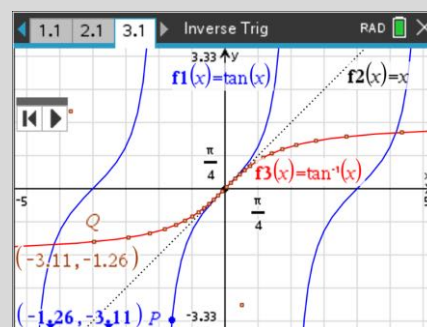 1.1 2.1 3.1 Inverse Trig RAD
3.33 y
f1(x)=tan(x) f2(x)=x
π/4
f3(x)=tan⁻¹(x)
-5 x
π/4
Q
(-3.11,-1.26)
(-1.26,-3.11) P -3.33